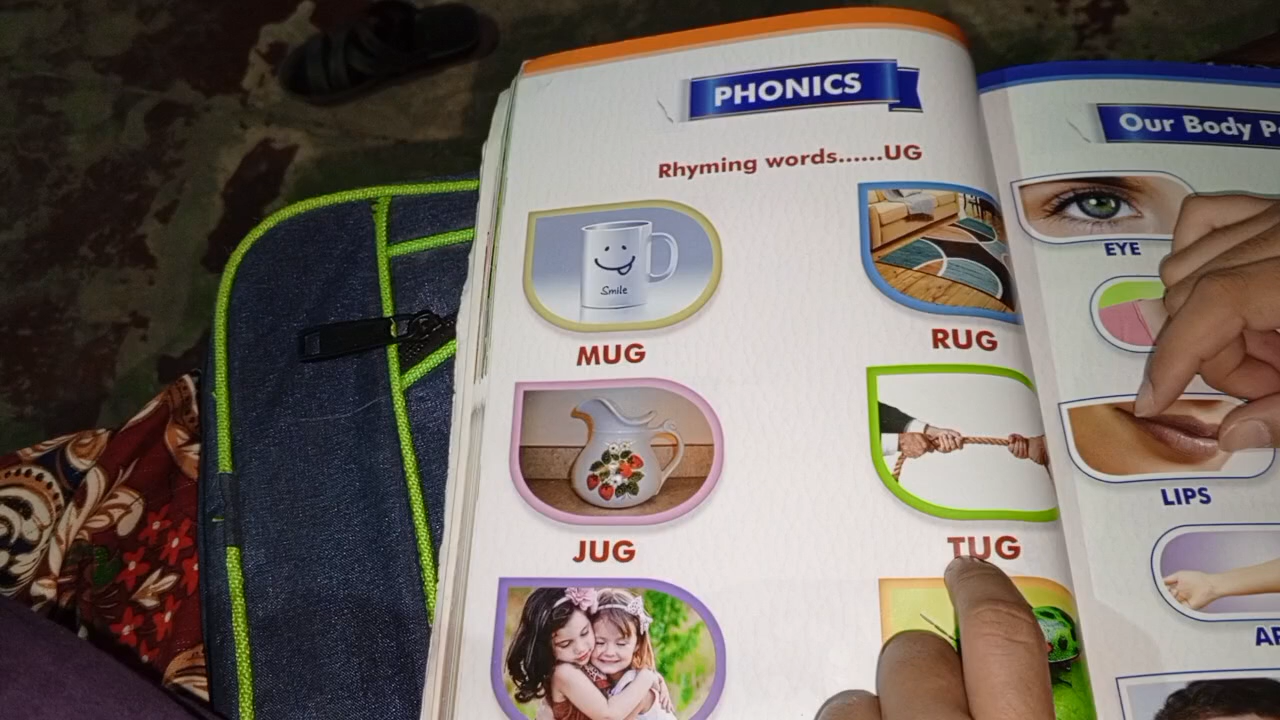 PHONICS
Rhyming words......UG
Smile
MUG
RUG
JUG
TUG
Our Body
EYE
LIPS